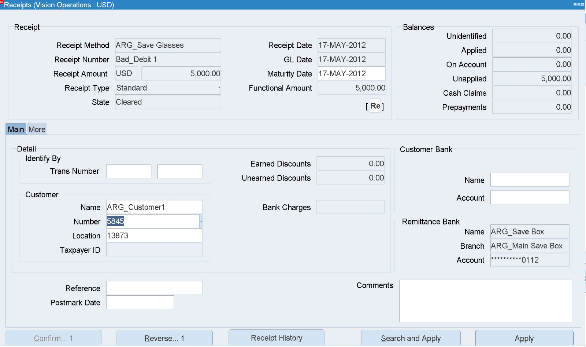 Receipts (Vision Operations - USD)
Receipt
Receipt Method ARG_Save Glasses
Receipt Number Bad_Debit 1
Receipt Amount USD 5,000.00
Receipt Type Standard -
State Cleared
Receipt Date 17-MAY-2012
GL Date 17-MAY-2012
Maturity Date 17-MAY-2012
Functional Amount 5,000.00
[ Re ]
Balances
Unidentified 0.00
Applied 0.00
On Account 0.00
Unapplied 5,000.00
Cash Claims 0.00
Prepayments 0.00
Main More
Detail
Identify By
Trans Number
Customer
Name ARG_Customer1
Number 5845
Location 13873
Taxpayer ID
Earned Discounts 0.00
Unearned Discounts 0.00
Bank Charges
Customer Bank
Name
Account
Remittance Bank
Name ARG_Save Box
Branch ARG_Main Save Box
Account **********0112
Reference
Postmark Date
Comments
Confirm... 1 Reverse... 1 Receipt History Search and Apply Apply